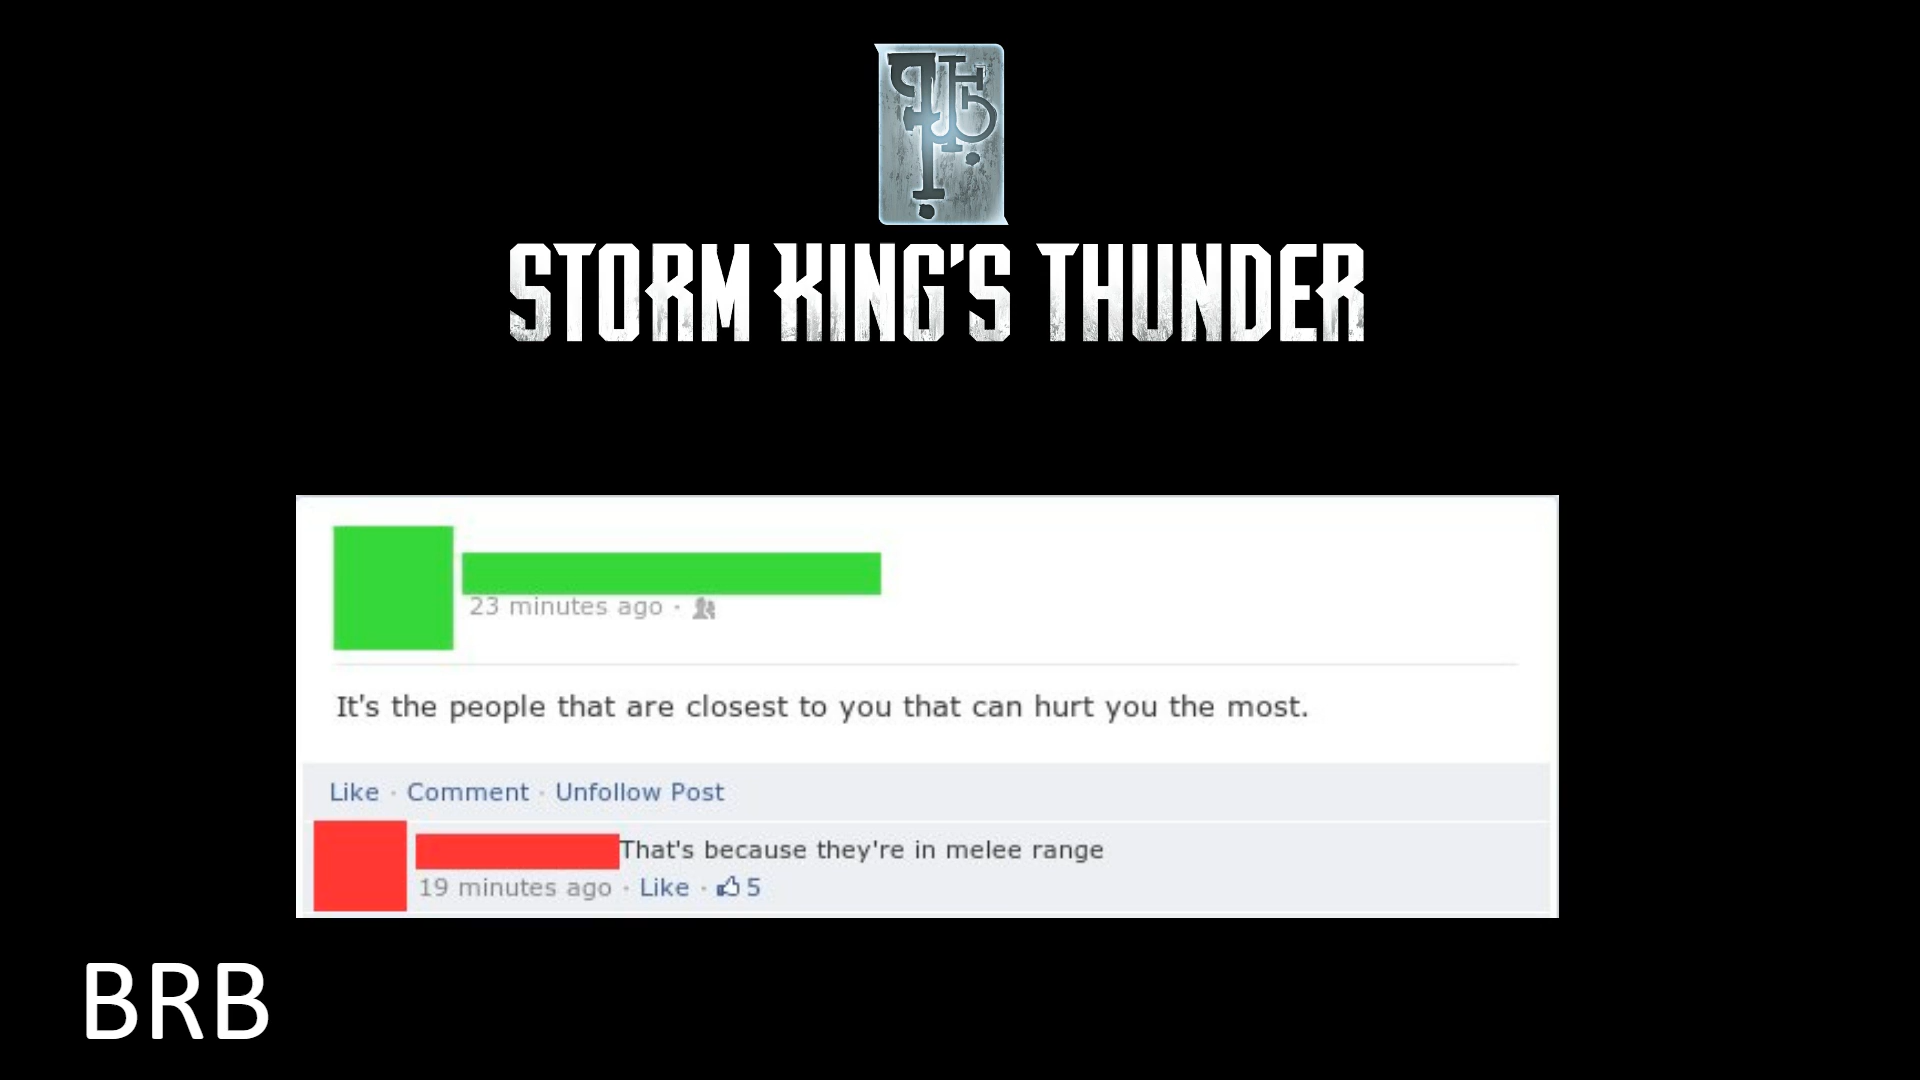 STORM KING'S THUNDER
23 minutes ago ·
It's the people that are closest to you that can hurt you the most.
Like · Comment · Unfollow Post
That's because they're in melee range
19 minutes ago · Like · 5
BRB